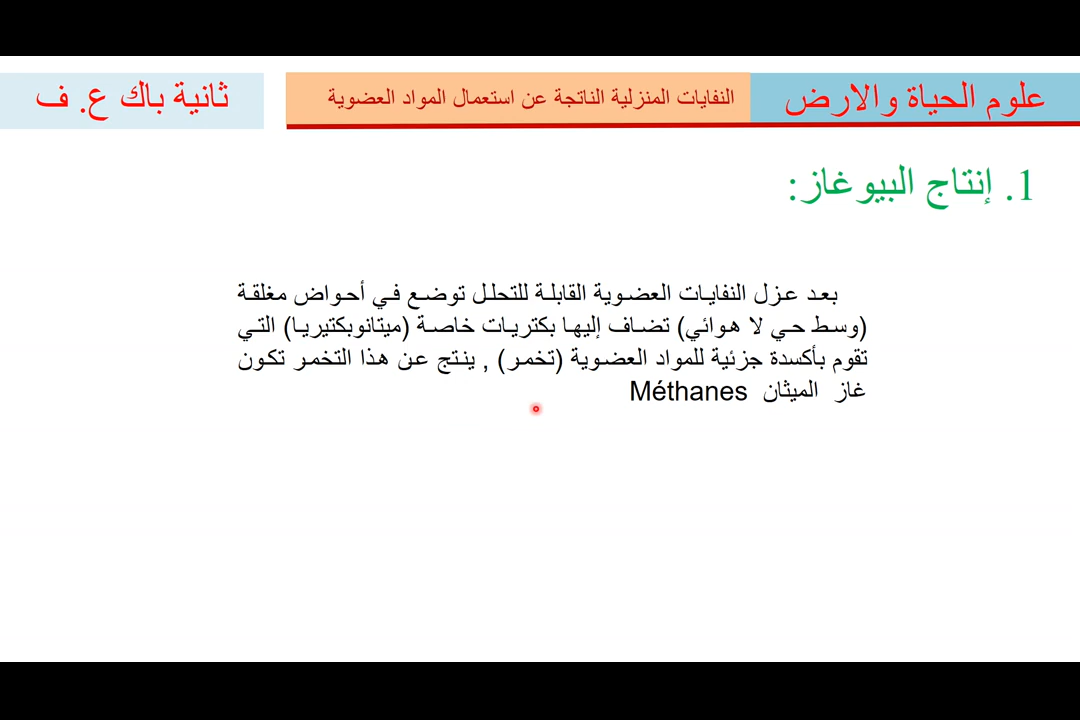 علوم الحياة والارض
النفايات المنزلية الناتجة عن استعمال المواد العضوية
ثانية باك ع. ف
1. إنتاج البيوغاز:
بعد عزل النفايات العضوية القابلة للتحلل توضع في أحواض مغلقة
(وسط حي لا هوائي) تضاف إليها بكتريات خاصة (ميتانوبكتيريا) التي
تقوم بأكسدة جزئية للمواد العضوية (تخمر) , ينتج عن هذا التخمر تكون
غاز الميثان Méthanes